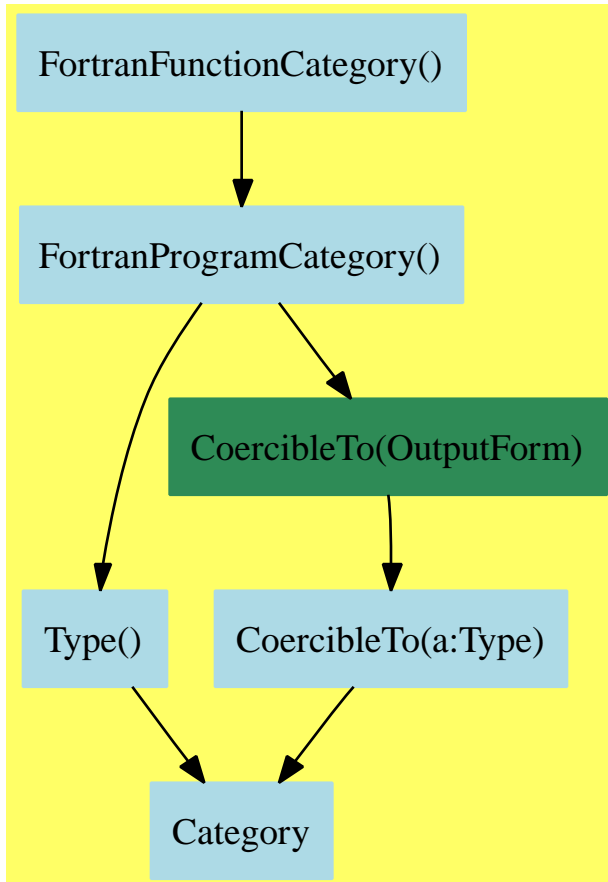 FortranFunctionCategory()
FortranProgramCategory()
CoercibleTo(OutputForm)
Type()
CoercibleTo(a:Type)
Category